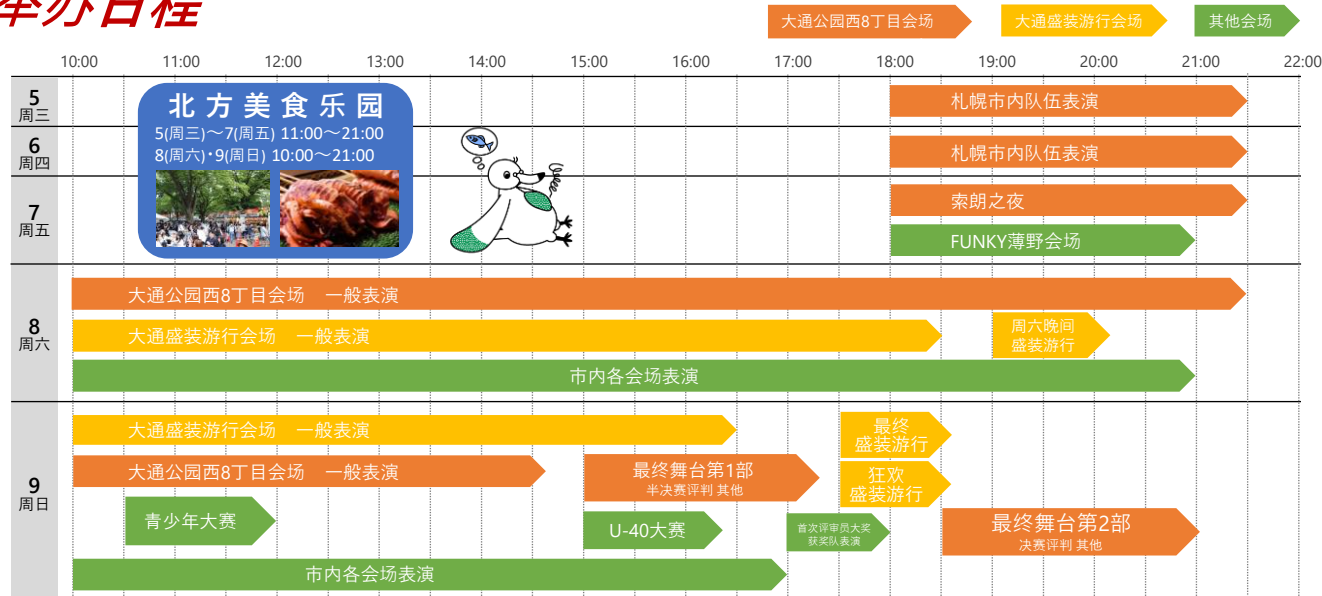 举办日程
大通公园西8丁目会场
大通盛装游行会场
其他会场
10:00 11:00 12:00 13:00 14:00 15:00 16:00 17:00 18:00 19:00 20:00 21:00 22:00
北方美食乐园
5(周三)～7(周五) 11:00～21:00
8(周六)･9(周日) 10:00～21:00
5
周三
札幌市内队伍表演
6
周四
札幌市内队伍表演
7
周五
索朗之夜
FUNKY薄野会场
8
周六
大通公园西8丁目会场 一般表演
大通盛装游行会场 一般表演
周六晚间
盛装游行
市内各会场表演
9
周日
大通盛装游行会场 一般表演
最终
盛装游行
大通公园西8丁目会场 一般表演
最终舞台第1部
半决赛评判 其他
狂欢
盛装游行
青少年大赛
U-40大赛
首次评审员大奖
获奖队表演
最终舞台第2部
决赛评判 其他
市内各会场表演